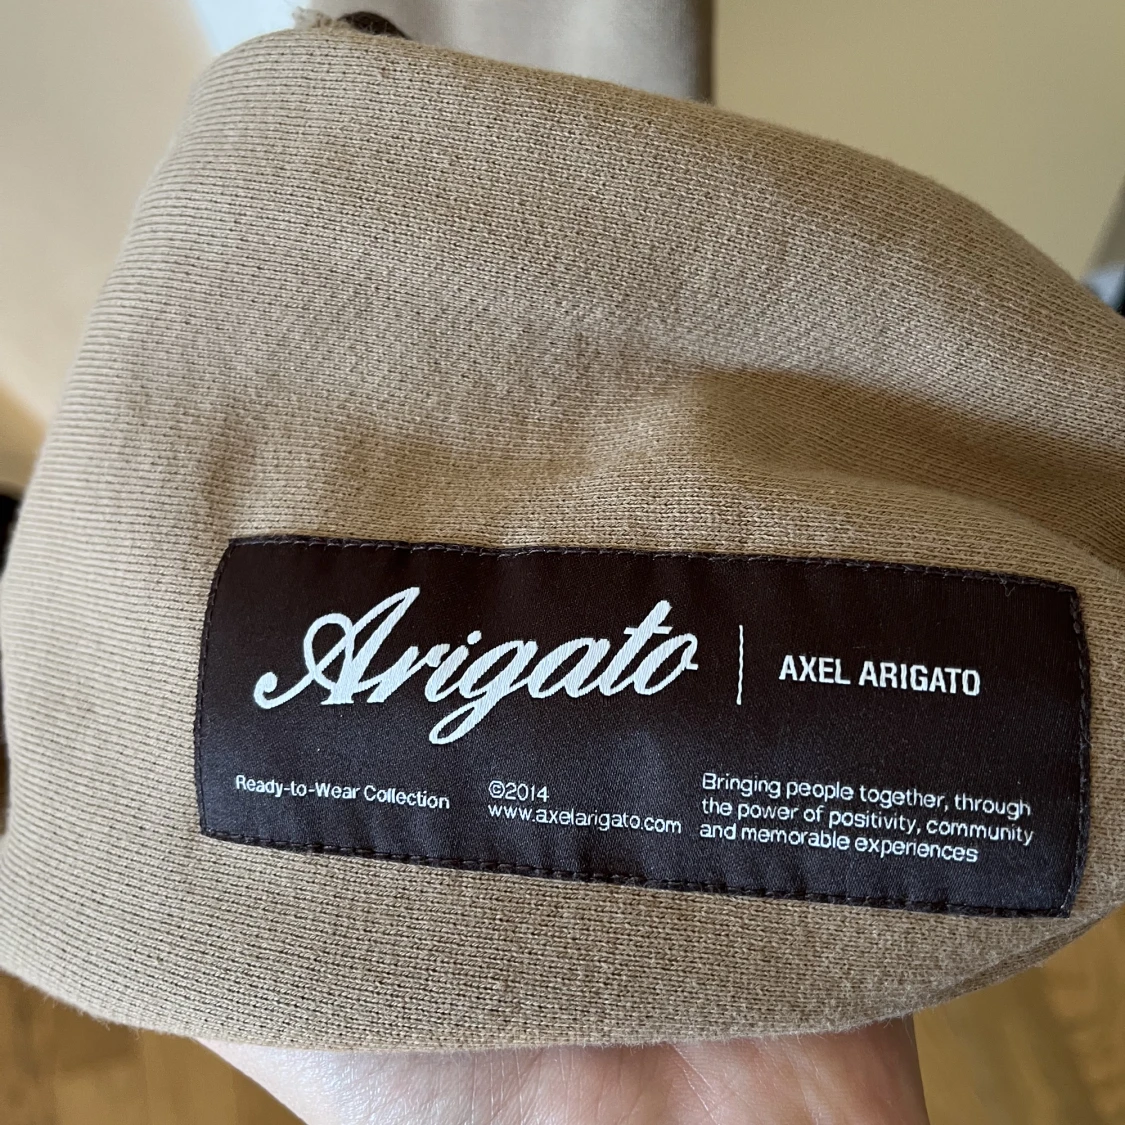 Arigato
AXEL ARIGATO
Ready-to-Wear Collection
©2014
www.axelarigato.com
Bringing people together, through
the power of positivity, community
and memorable experiences